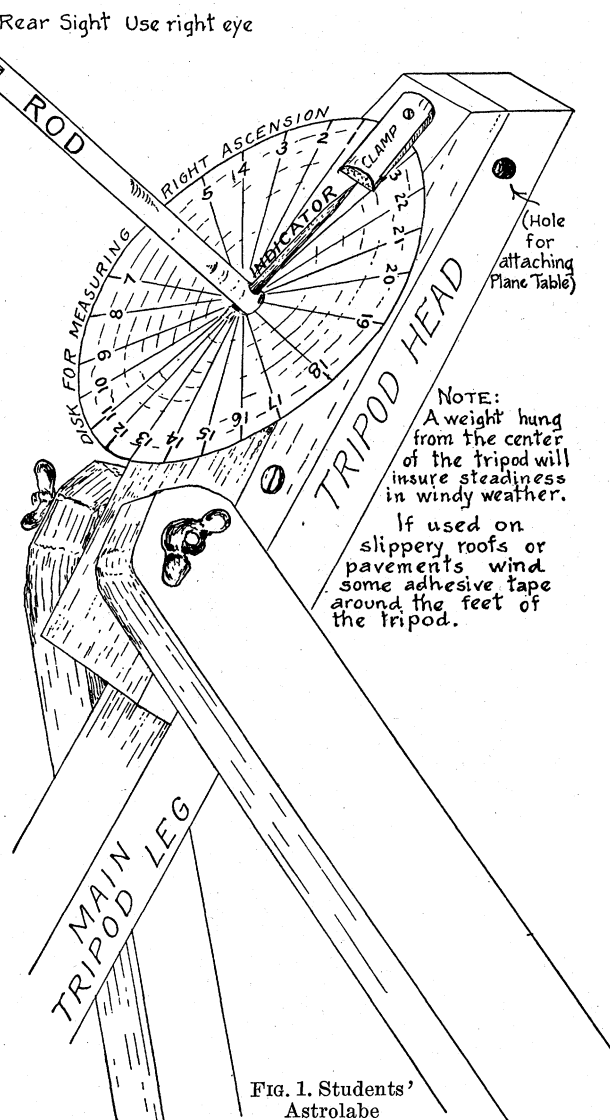 Rear Sight Use right eye
ROD
DISK FOR MEASURING RIGHT ASCENSION
2
3
4
5
7
8
9
10
11
12
13
14
15
16
17
18
19
20
21
22
3
INDICATOR
CLAMP
(Hole
for
attaching
Plane Table)
TRIPOD HEAD
NOTE:
A weight hung
from the center
of the tripod will
insure steadiness
in windy weather.
If used on
slippery roofs or
pavements wind
some adhesive tape
around the feet of
the tripod.
MAIN
TRIPOD LEG
FIG. 1. Students'
Astrolabe